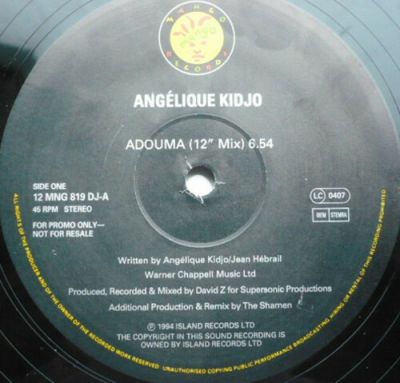 MANGO
mango
RECORDS
ANGÉLIQUE KIDJO
ADOUMA (12" Mix) 6.54
SIDE ONE
12 MNG 819 DJ-A
45 RPM STEREO
FOR PROMO ONLY—
NOT FOR RESALE
LC 0407
BIEM STEMRA
Written by Angélique Kidjo/Jean Hébrail
Warner Chappell Music Ltd
Produced, Recorded & Mixed by David Z for Supersonic Productions
Additional Production & Remix by The Shamen
℗ 1994 ISLAND RECORDS LTD
THE COPYRIGHT IN THIS SOUND RECORDING IS
OWNED BY ISLAND RECORDS LTD
ALL RIGHTS OF THE PRODUCER AND OF THE OWNER OF THE RECORDED WORK RESERVED UNAUTHORISED COPYING PUBLIC PERFORMANCE BROADCASTING HIRING OR RENTAL OF THIS RECORDING PROHIBITED